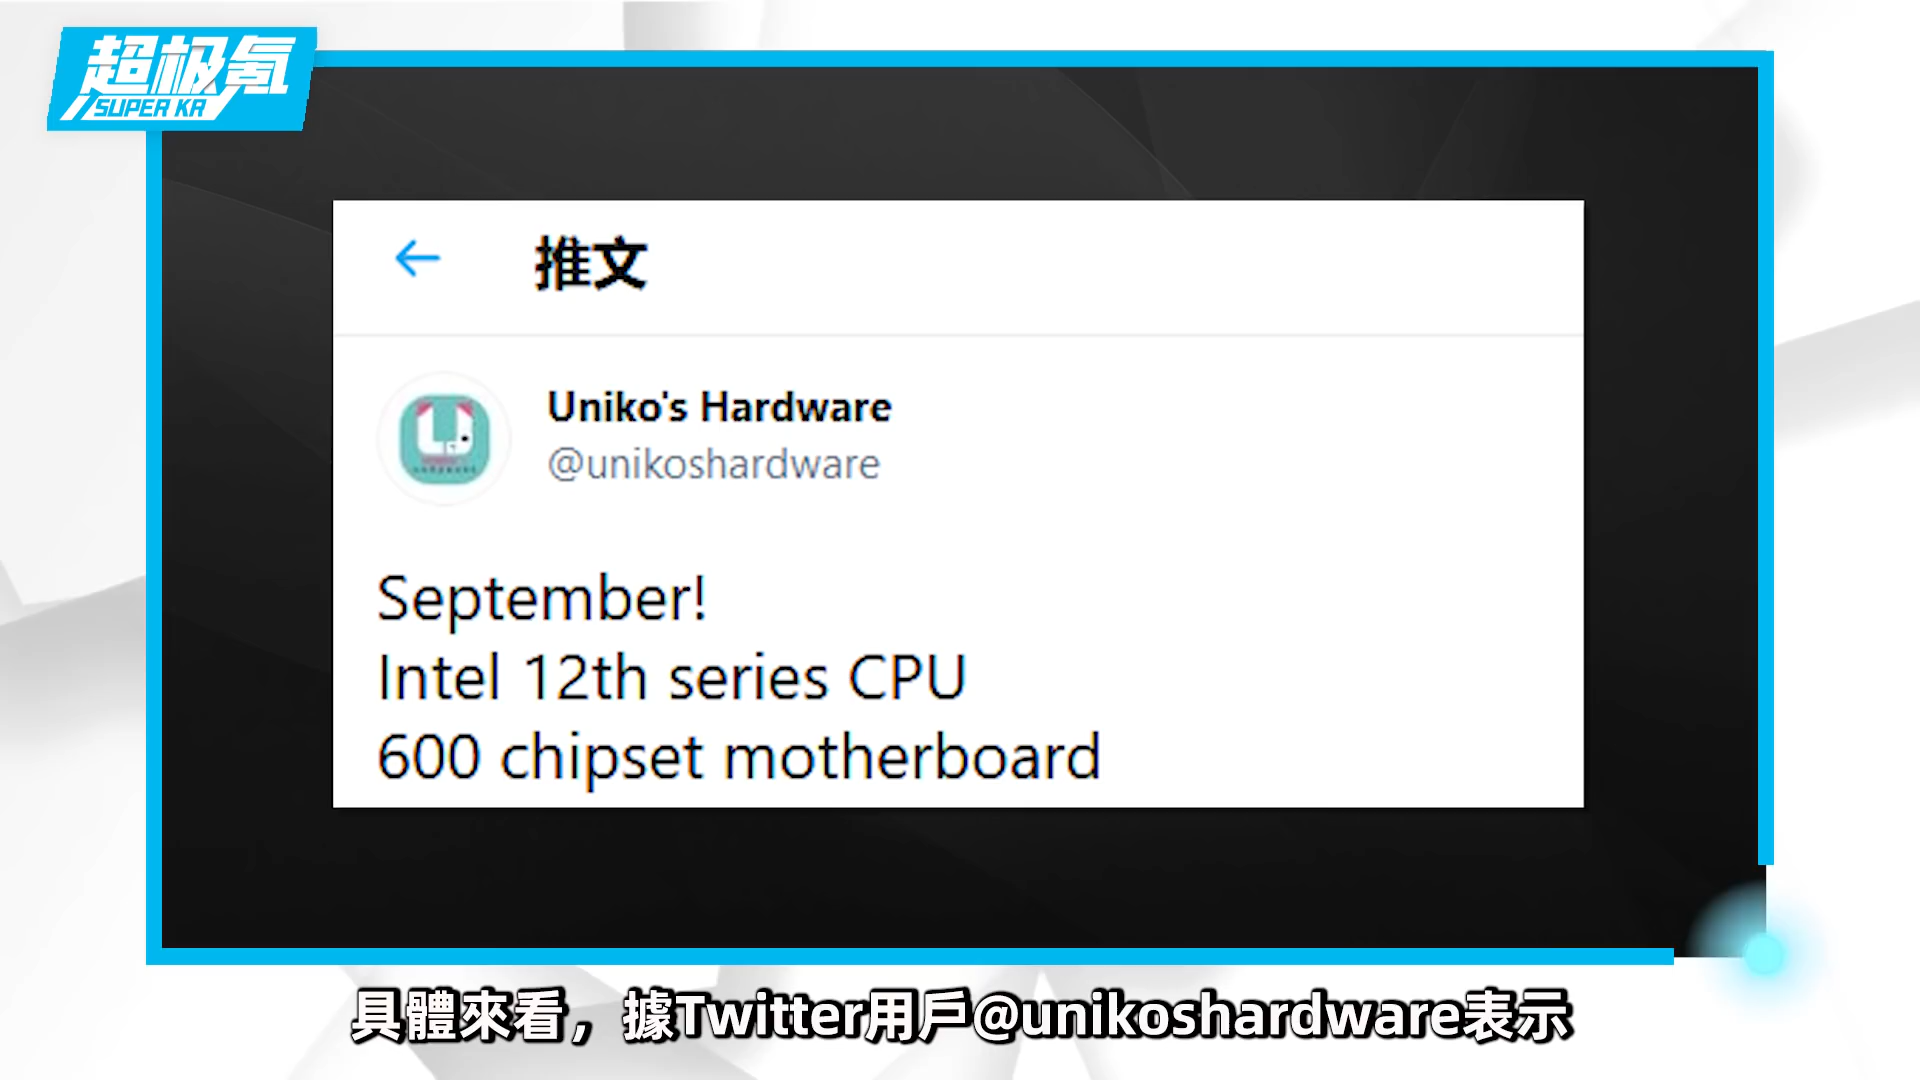 超极氪
SUPER KR
推文
Uniko's Hardware
@unikoshardware
September!
Intel 12th series CPU
600 chipset motherboard
具體來看，據Twitter用戶@unikoshardware表示